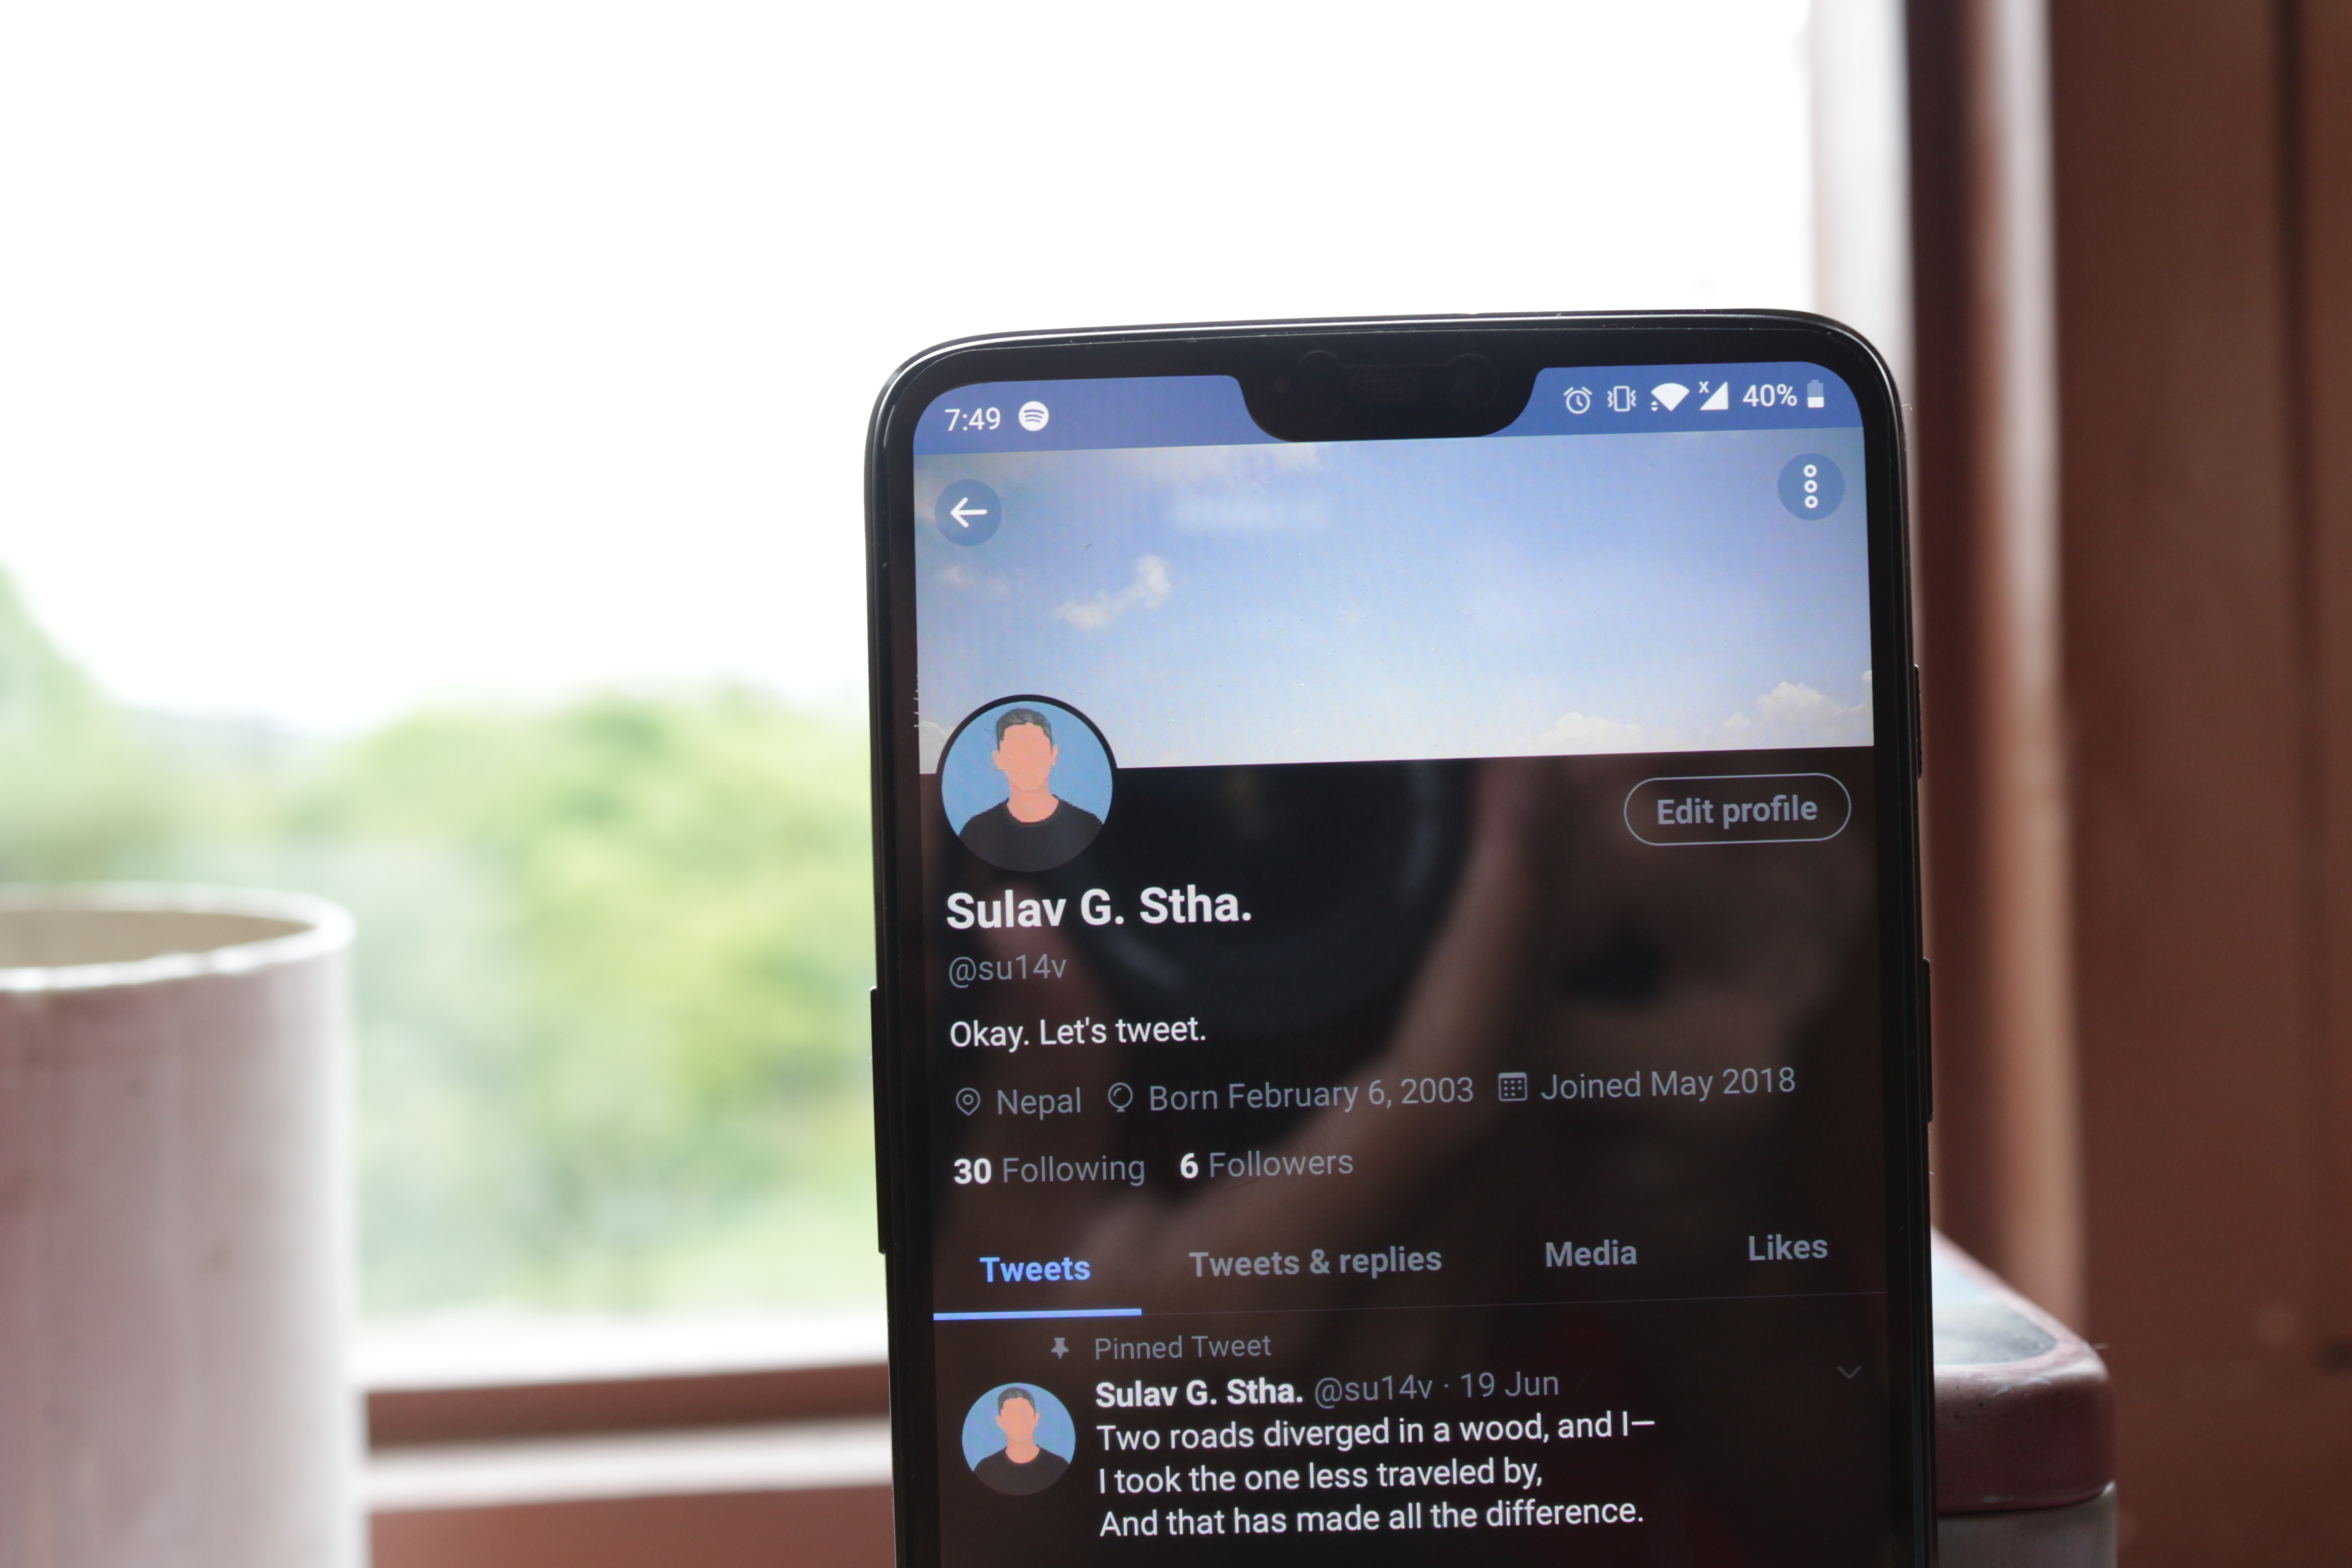 7:49 40%
Edit profile
Sulav G. Stha.
@su14v
Okay. Let's tweet.
Nepal Born February 6, 2003 Joined May 2018
30 Following 6 Followers
Tweets Tweets & replies Media Likes
Pinned Tweet
Sulav G. Stha. @su14v · 19 Jun
Two roads diverged in a wood, and I—
I took the one less traveled by,
And that has made all the difference.